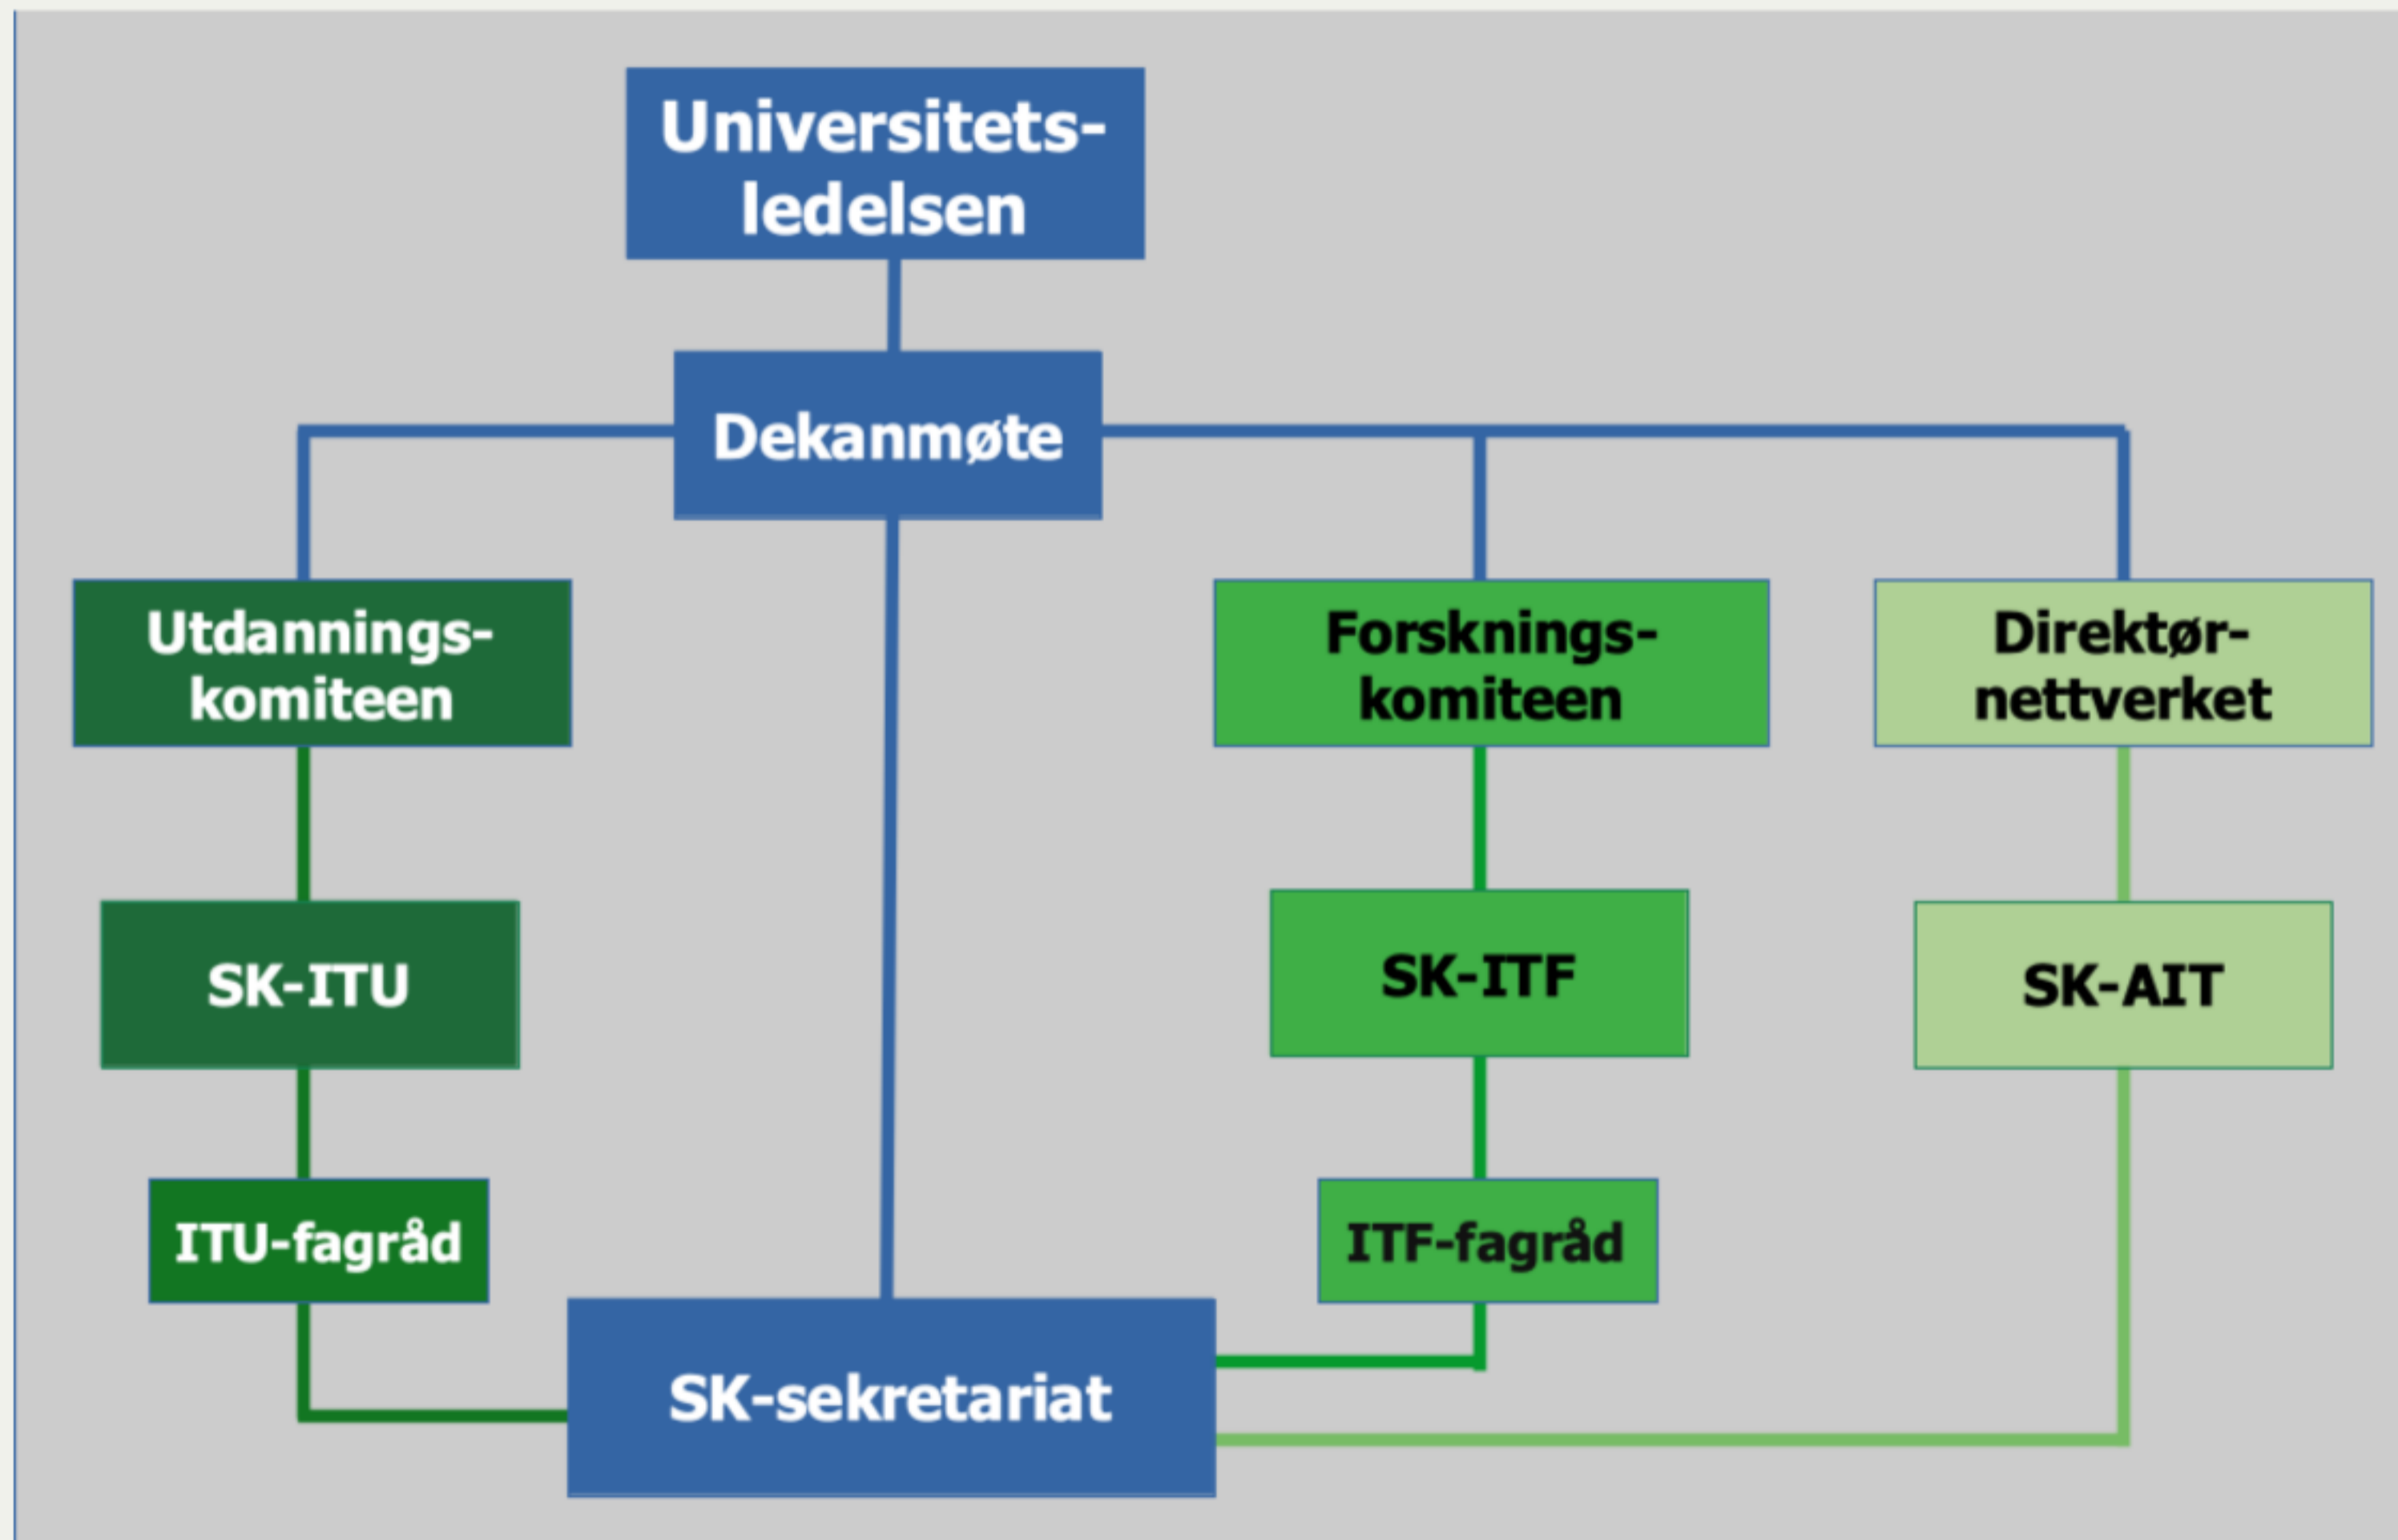 Universitets-
ledelsen
Dekanmøte
Utdannings-
komiteen
Forsknings-
komiteen
Direktør-
nettverket
SK-ITU
SK-ITF
SK-AIT
ITU-fagråd
ITF-fagråd
SK-sekretariat